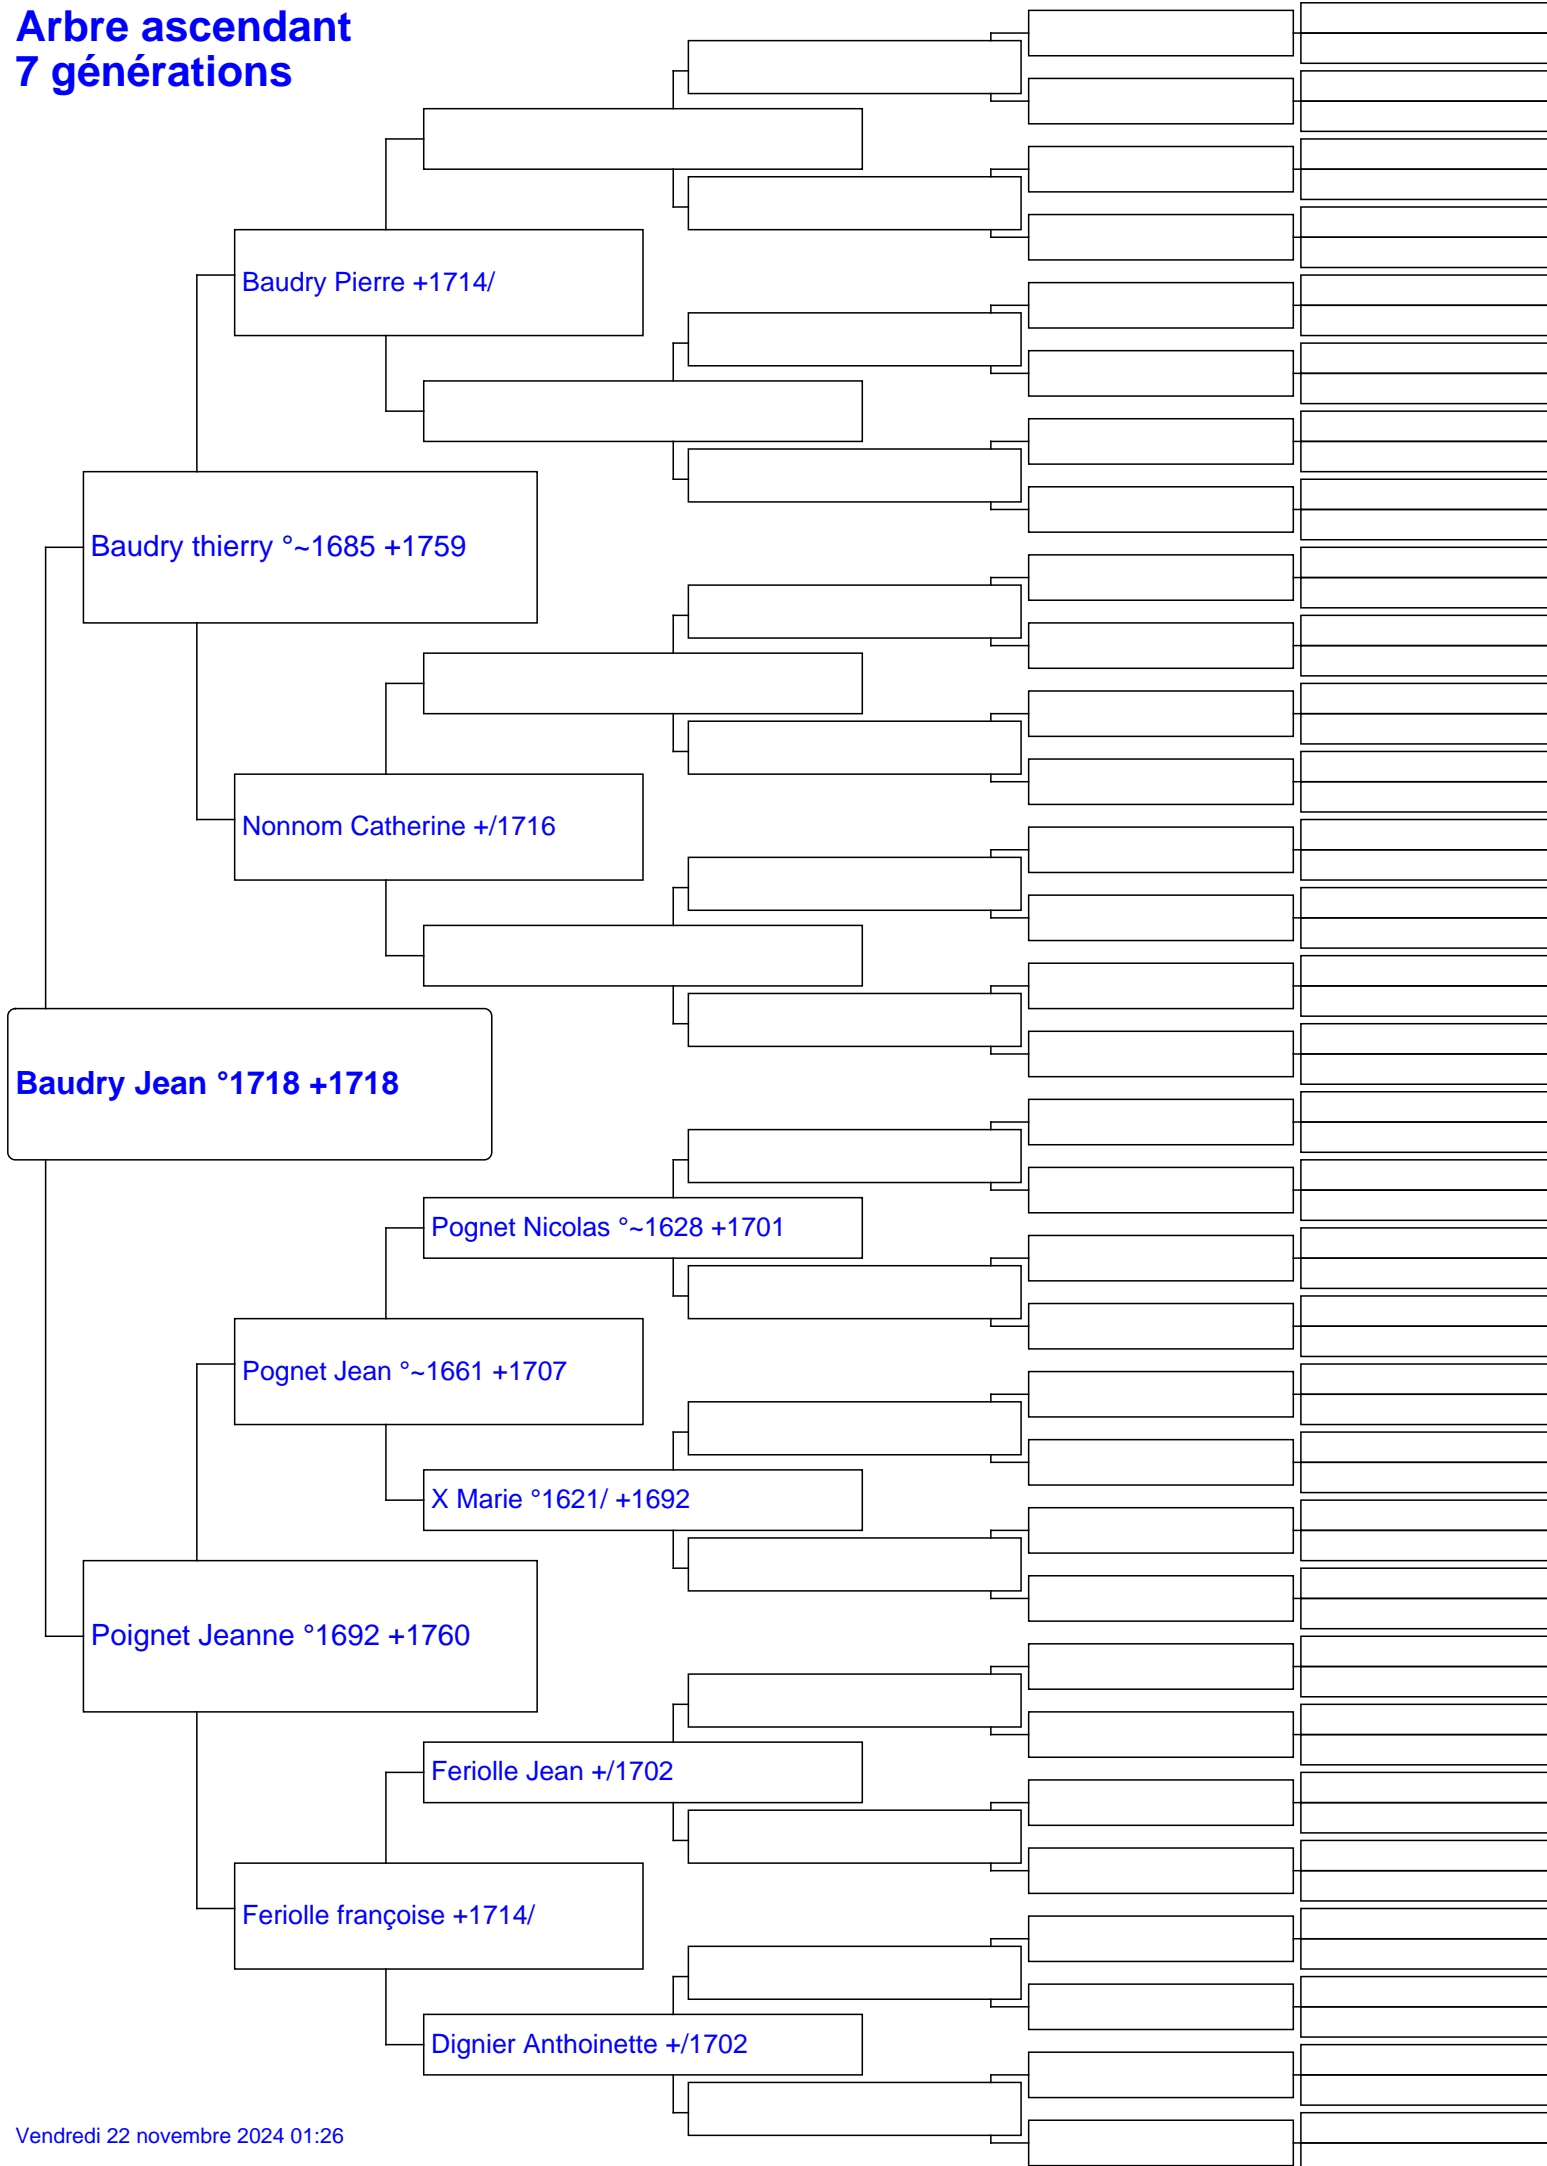 Arbre ascendant
7 générations
Baudry Pierre +1714/
Baudry thierry °~1685 +1759
Nonnom Catherine +/1716
Baudry Jean °1718 +1718
Pognet Nicolas °~1628 +1701
Pognet Jean °~1661 +1707
X Marie °1621/ +1692
Poignet Jeanne °1692 +1760
Feriolle Jean +/1702
Feriolle françoise +1714/
Dignier Anthoinette +/1702
Vendredi 22 novembre 2024 01:26